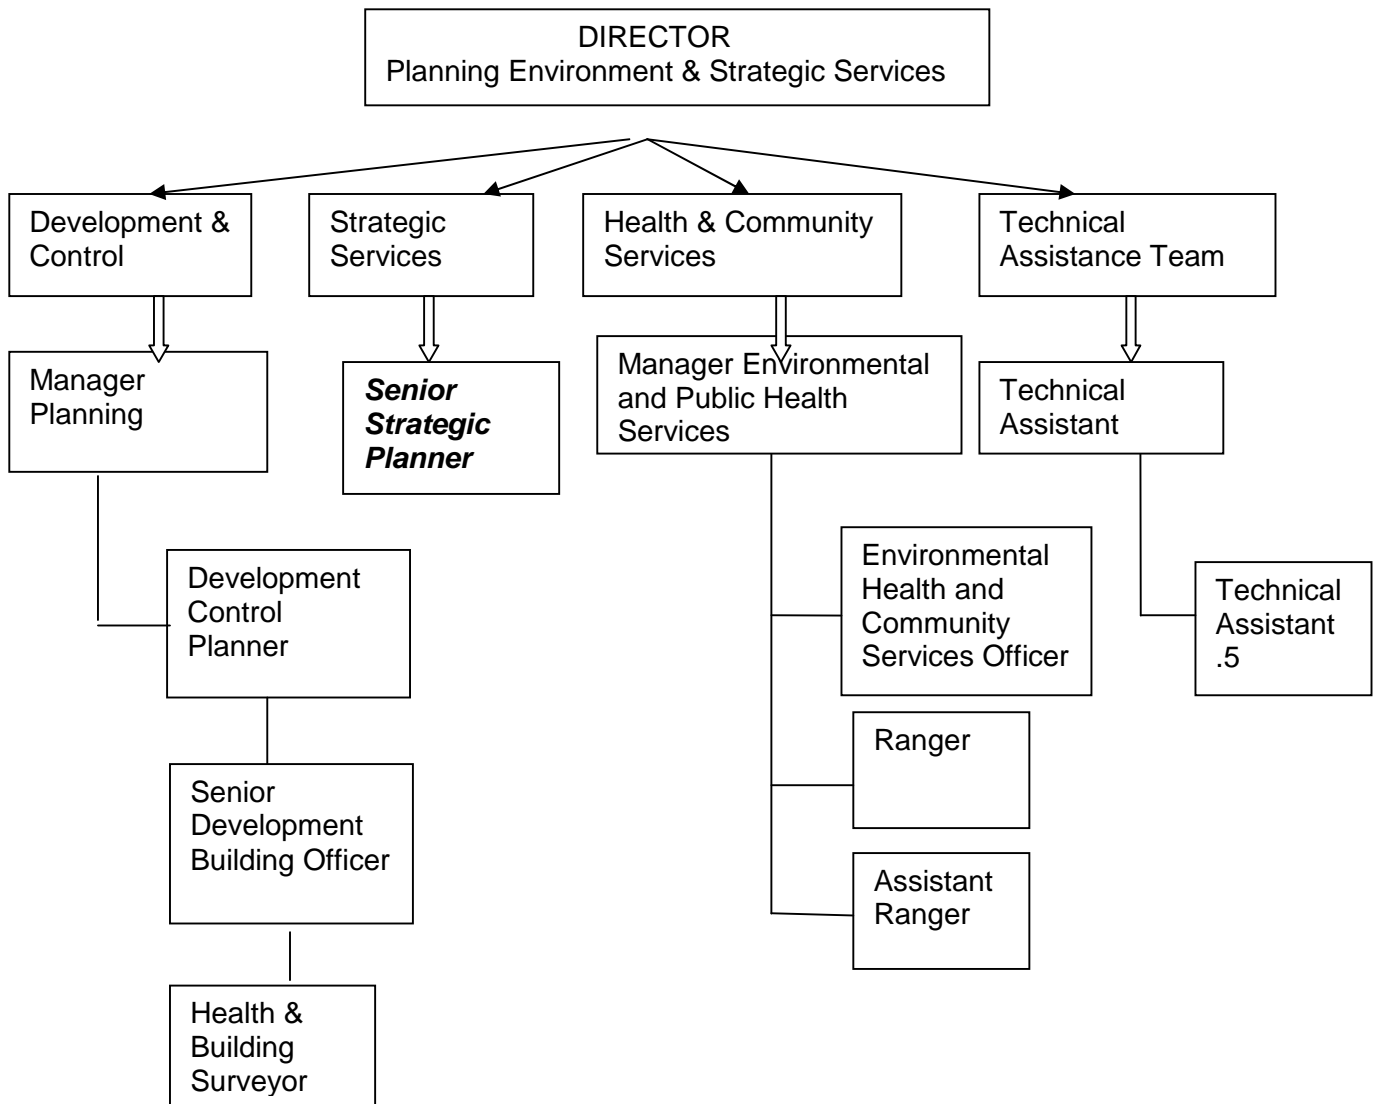 DIRECTOR
Planning Environment & Strategic Services
Development &
Control
Strategic
Services
Health & Community
Services
Technical
Assistance Team
Manager
Planning
Senior
Strategic
Planner
Manager Environmental
and Public Health
Services
Technical
Assistant
Development
Control
Planner
Environmental
Health and
Community
Services Officer
Technical
Assistant
.5
Ranger
Senior
Development
Building Officer
Assistant
Ranger
Health &
Building
Surveyor